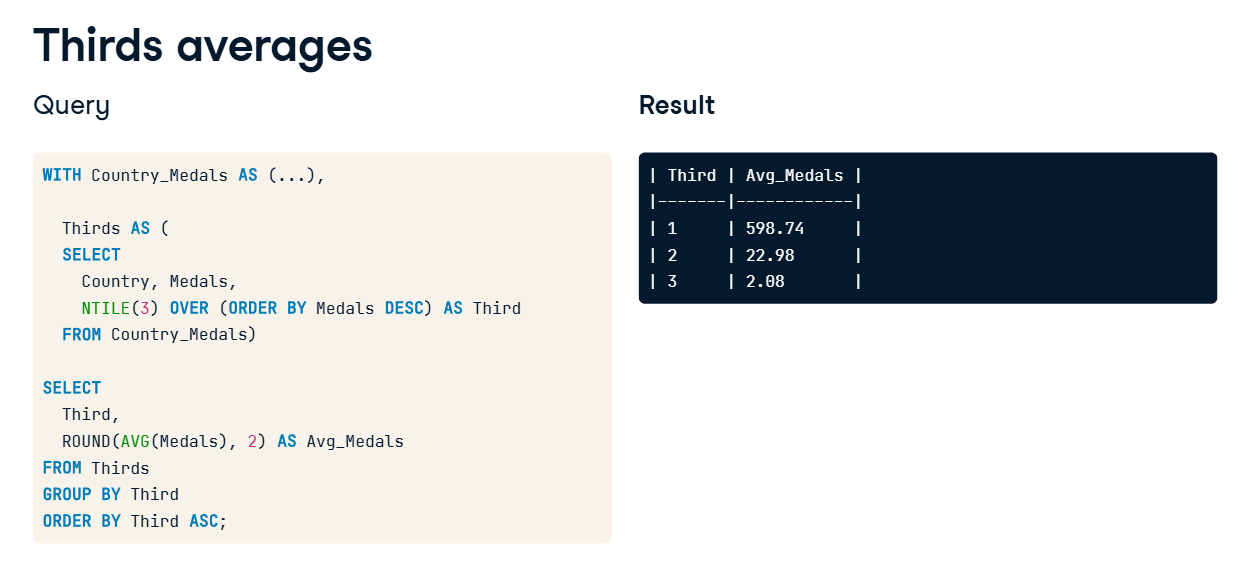 Thirds averages
Query
WITH Country_Medals AS (...),
Thirds AS (
SELECT
Country, Medals,
NTILE(3) OVER (ORDER BY Medals DESC) AS Third
FROM Country_Medals)
SELECT
Third,
ROUND(AVG(Medals), 2) AS Avg_Medals
FROM Thirds
GROUP BY Third
ORDER BY Third ASC;
Result
| Third | Avg_Medals |
|-------|------------|
| 1     | 598.74     |
| 2     | 22.98      |
| 3     | 2.08       |